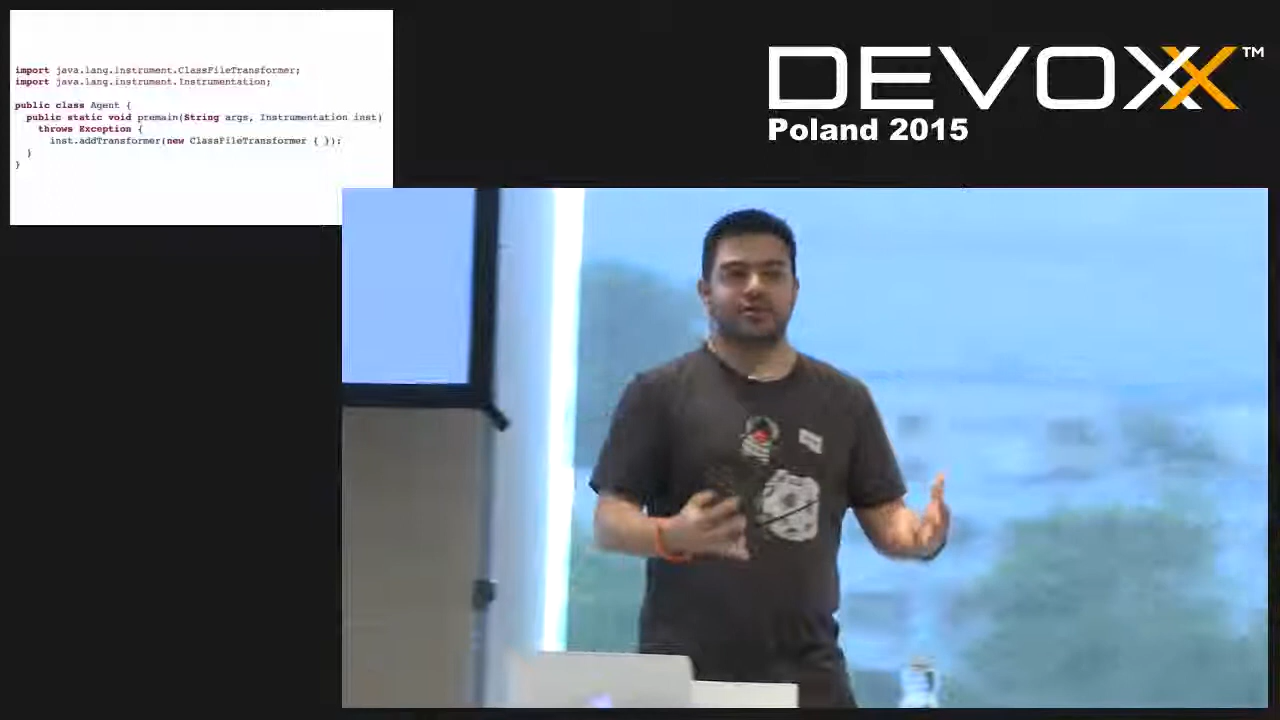 import java.lang.instrument.ClassFileTransformer;
import java.lang.instrument.Instrumentation;
public class Agent {
public static void premain(String args, Instrumentation inst)
throws Exception {
inst.addTransformer(new ClassFileTransformer { });
}
}
DEVOXX™
Poland 2015